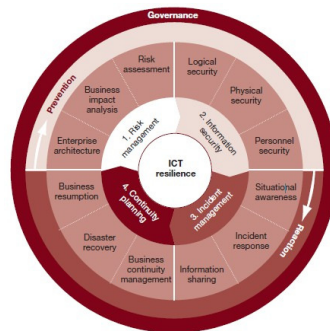 Governance
Prevention
Risk
assessment
Logical
security
Business
impact
analysis
Physical
security
Enterprise
architecture
Personnel
security
1. Risk
management
2. Information
security
ICT
resilience
4. Continuity
planning
3. Incident
management
Business
resumption
Situational
awareness
Disaster
recovery
Incident
response
Business
continuity
management
Information
sharing
Reaction